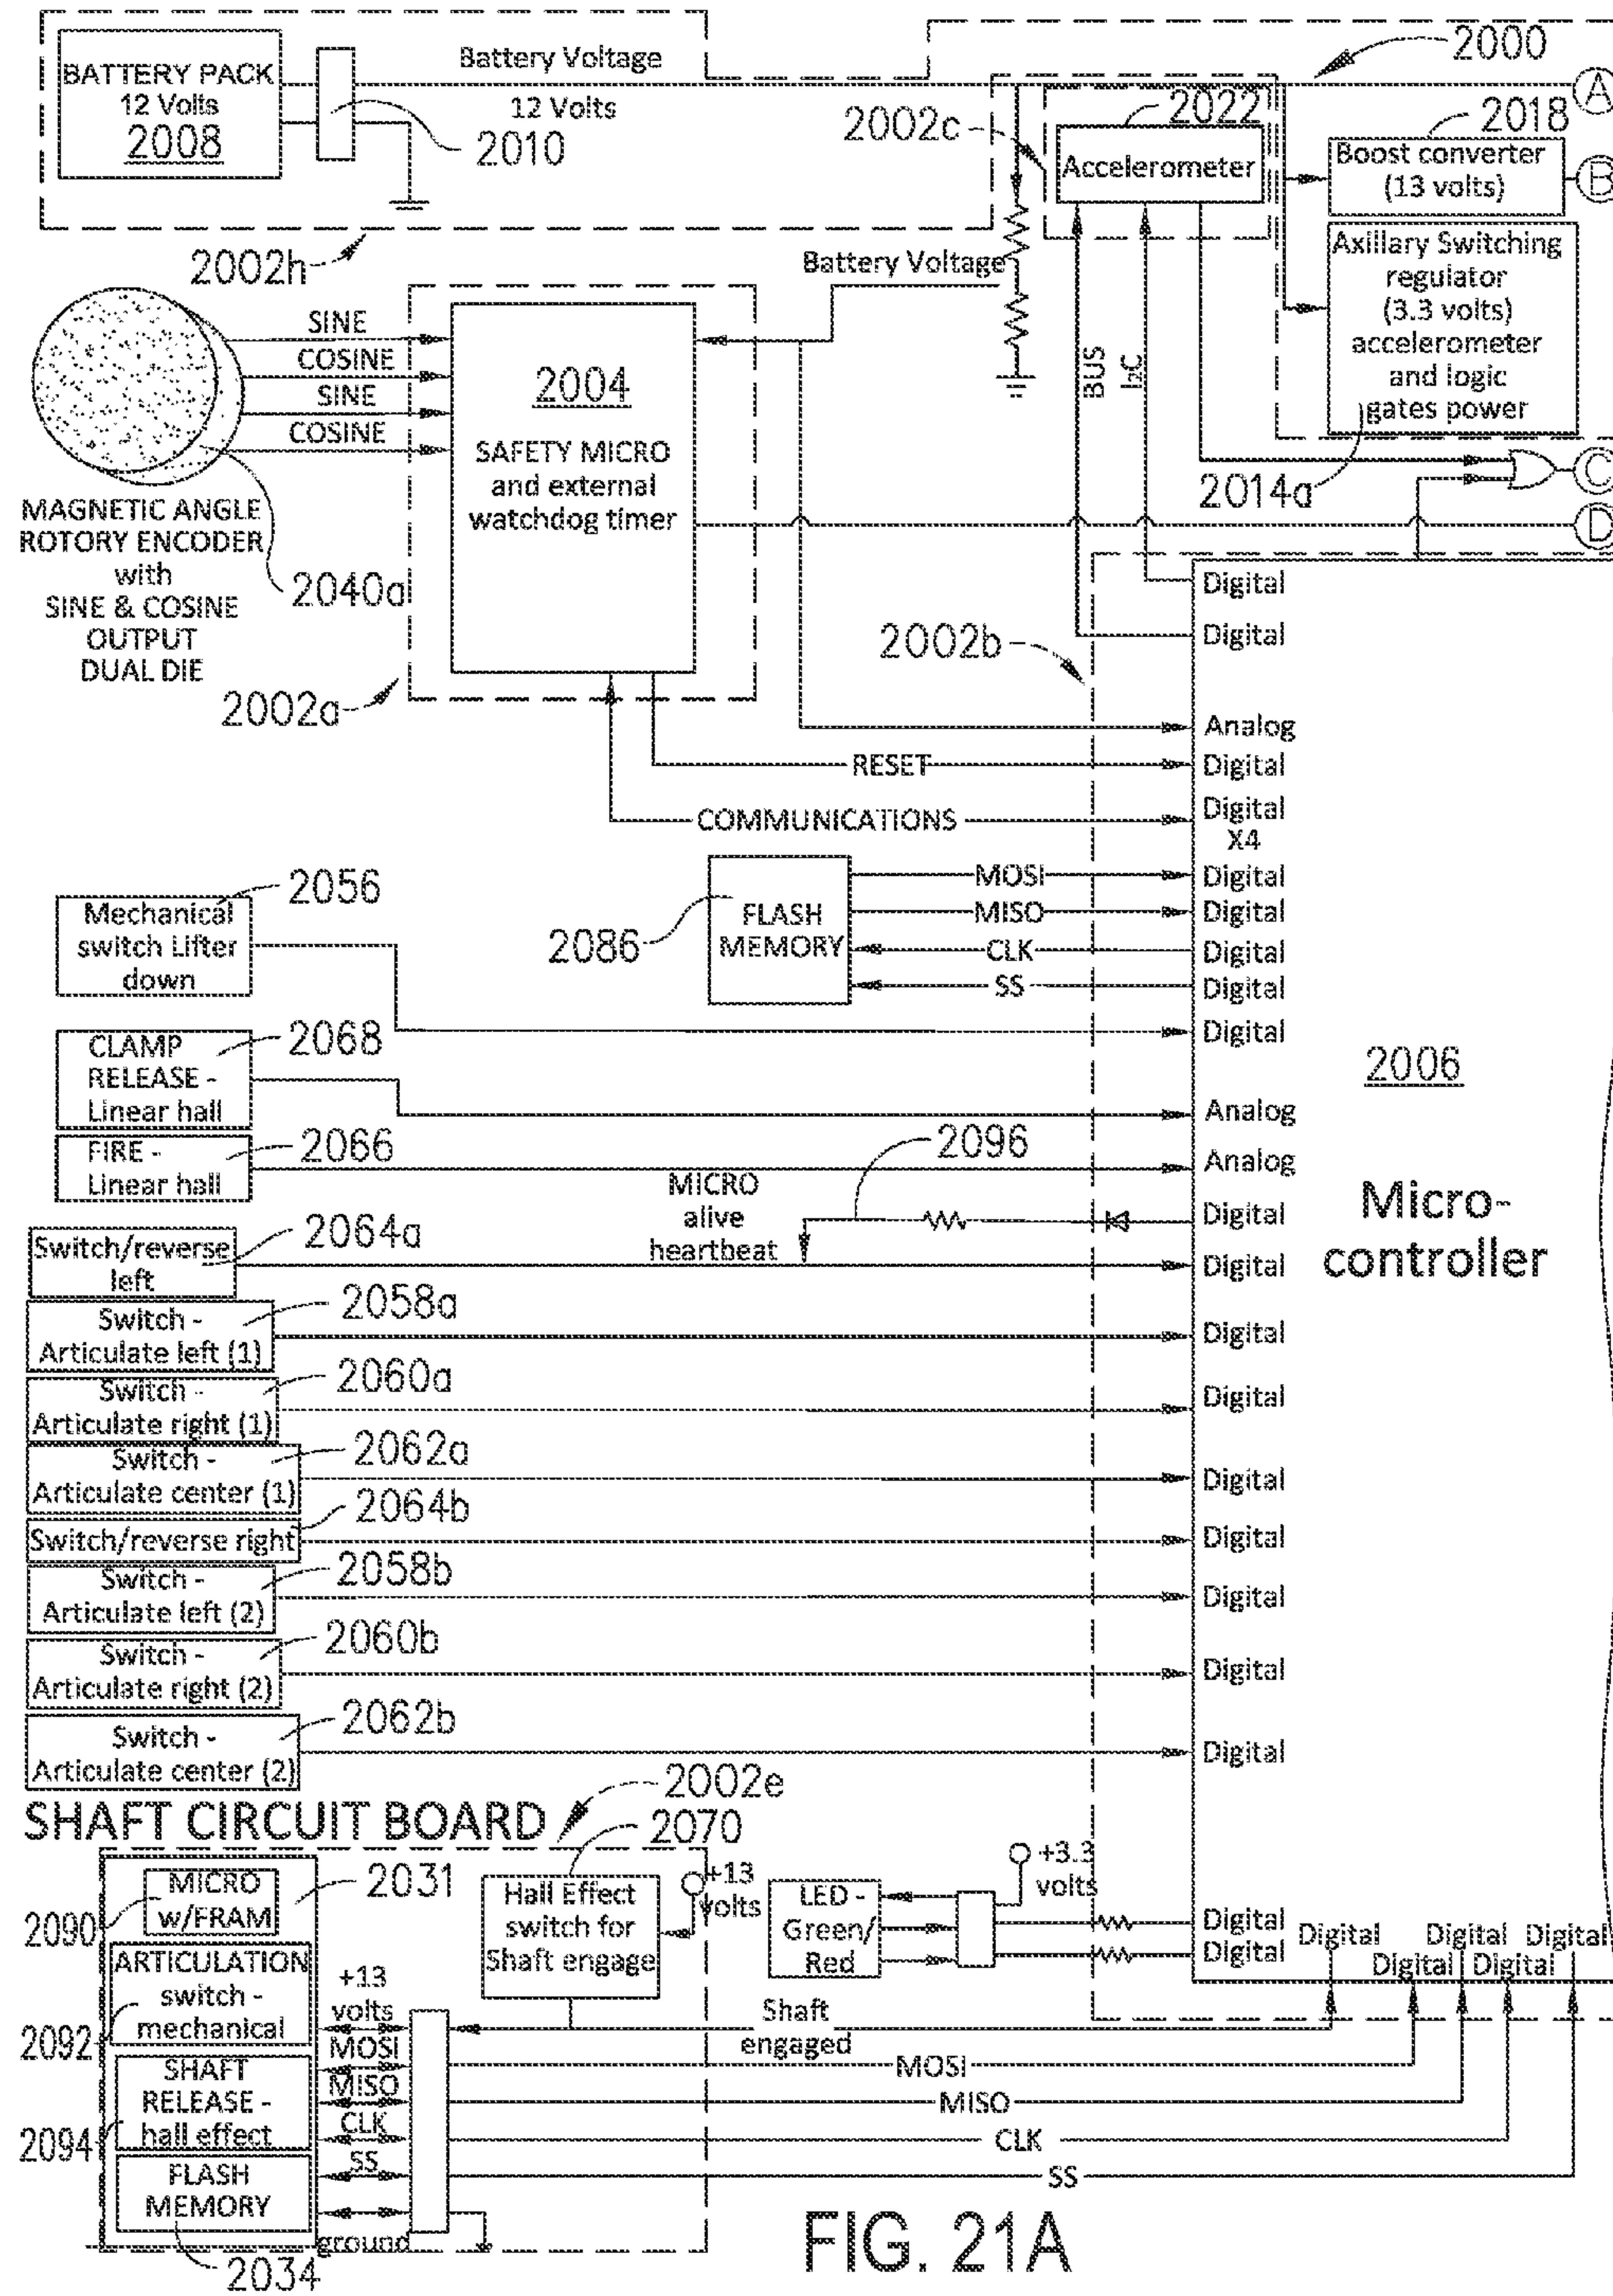 BATTERY PACK
12 Volts
2008
Battery Voltage
12 Volts
2010
2000
A
2002c
2022
Accelerometer
2018
Boost converter
(13 volts)
B
2002h
Battery Voltage
Axillary Switching
regulator
(3.3 volts)
accelerometer
and logic
gates power
2014a
C
D
BUS
I2C
SINE
COSINE
SINE
COSINE
2004
SAFETY MICRO
and external
watchdog timer
MAGNETIC ANGLE
ROTORY ENCODER
with
SINE & COSINE
OUTPUT
DUAL DIE
2040a
2002a
2002b
Digital
Digital
Analog
RESET
Digital
COMMUNICATIONS
Digital
X4
2086
FLASH
MEMORY
MOSI
Digital
MISO
Digital
CLK
Digital
SS
Digital
2056
Mechanical
switch Lifter
down
Digital
2068
CLAMP
RELEASE -
Linear hall
Analog
2066
FIRE -
Linear hall
Analog
2006
Micro-
controller
2096
MICRO
alive
heartbeat
Digital
2064a
Switch/reverse
left
Digital
2058a
Switch -
Articulate left (1)
Digital
2060a
Switch -
Articulate right (1)
Digital
2062a
Switch -
Articulate center (1)
Digital
2064b
Switch/reverse right
Digital
2058b
Switch -
Articulate left (2)
Digital
2060b
Switch -
Articulate right (2)
Digital
2062b
Switch -
Articulate center (2)
Digital
SHAFT CIRCUIT BOARD
2002e
2070
2031
MICRO
w/FRAM
2090
ARTICULATION
switch -
mechanical
2092
SHAFT
RELEASE -
hall effect
2094
FLASH
MEMORY
2034
Hall Effect
switch for
Shaft engage
+13
volts
LED -
Green/
Red
+3.3
volts
Digital
Digital
Digital
Digital
Digital
Digital
Digital
+13
volts
MOSI
MISO
CLK
SS
ground
Shaft
engaged
MOSI
MISO
CLK
SS
FIG. 21A